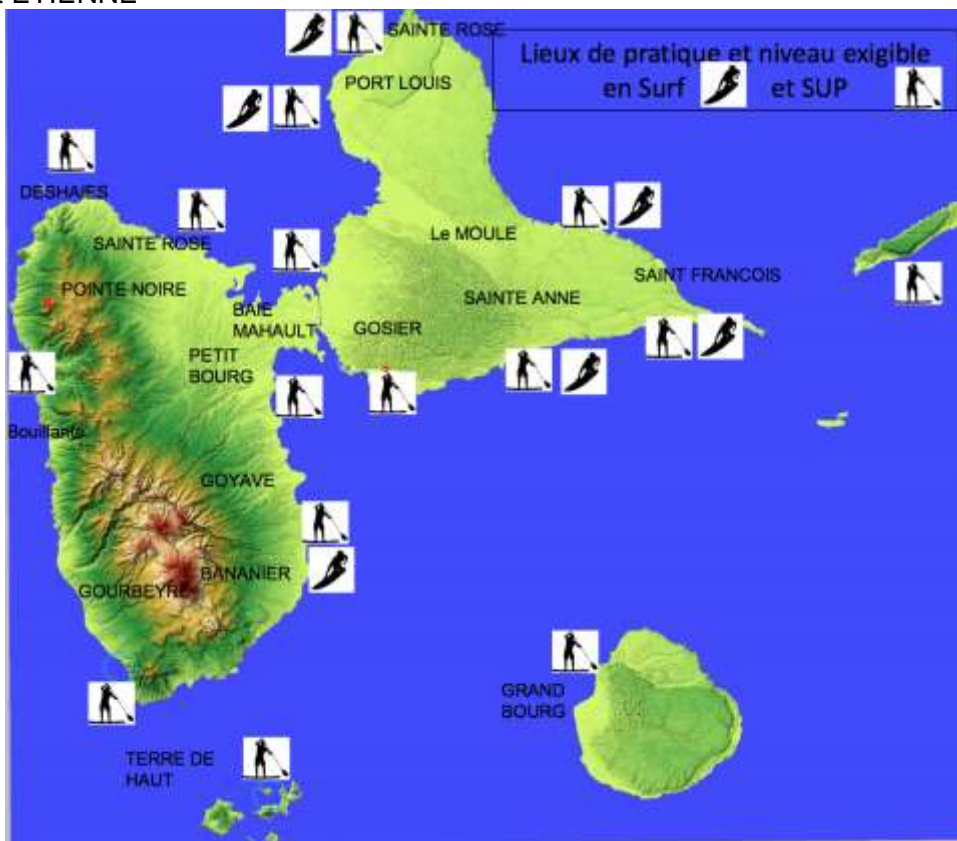 ETIENNE
SAINTE ROSE
Lieux de pratique et niveau exigible
en Surf et SUP
PORT LOUIS
DESHAIES
SAINTE ROSE
Le MOULE
POINTE NOIRE
SAINT FRANCOIS
SAINTE ANNE
BAIE
MAHAULT
GOSIER
PETIT
BOURG
Bouillante
GOYAVE
BANANIER
GOURBEYRE
GRAND
BOURG
TERRE DE
HAUT